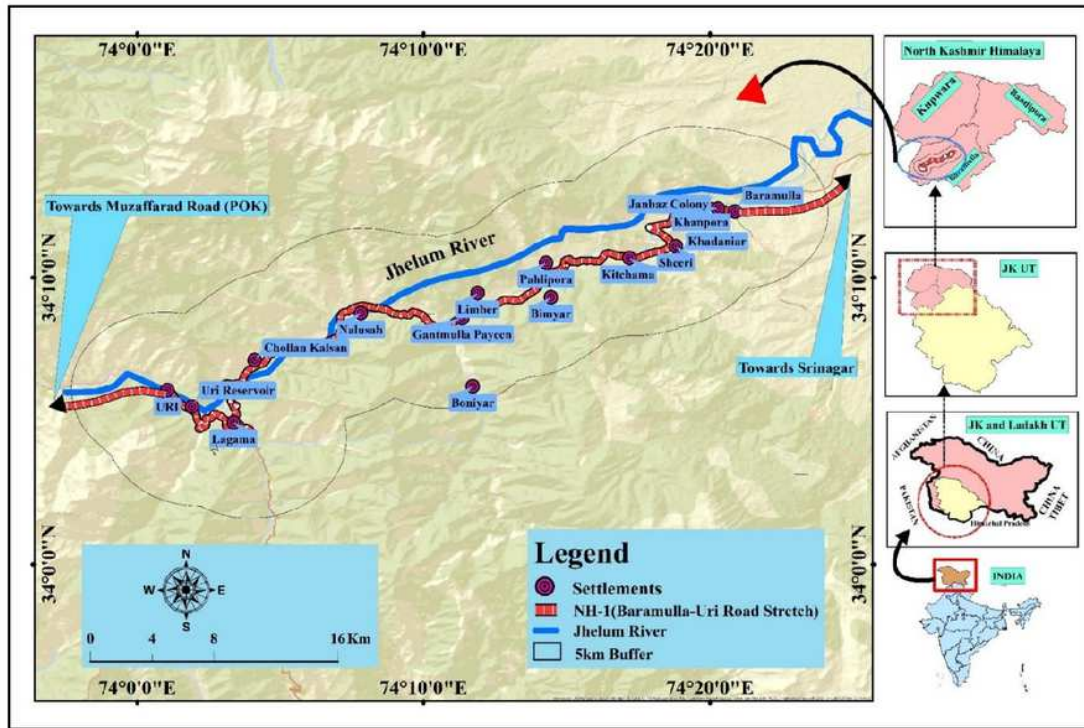 74°0'0"E
74°10'0"E
74°20'0"E
34°10'0"N
34°0'0"N
Towards Muzaffarad Road (POK)
Jhelum River
Janbaz Colony
Baramulla
Khanpora
Khadaniar
Sheeri
Kitchama
Pahlipora
Limber
Bimyar
Gantmulla Payeen
Nalusah
Chollan Kalsan
Uri Reservoir
URI
Lagama
Boniyar
Towards Srinagar
34°10'0"N
34°0'0"N
N
W
E
S
0 4 8 16 Km
Legend
Settlements
NH-1(Baramulla-Uri Road Stretch)
Jhelum River
5km Buffer
74°0'0"E
74°10'0"E
74°20'0"E
North Kashmir Himalaya
Kupwara
Bandipora
Baramulla
JK UT
JK and Ladakh UT
AFGHANISTAN
CHINA
PAKISTAN
CHINA
TIBET
Himachal Pradesh
INDIA